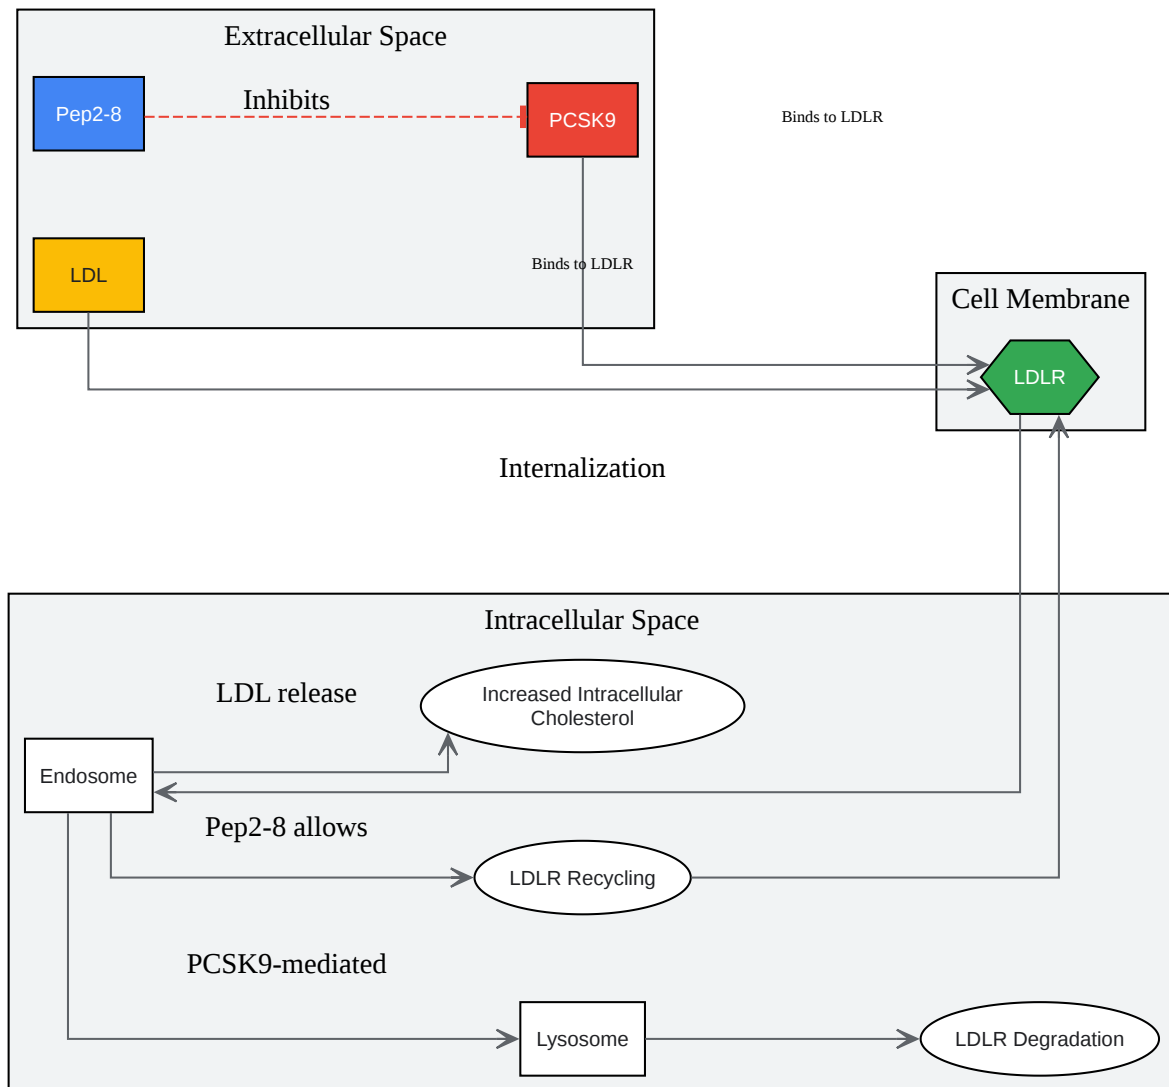 Extracellular Space
Inhibits
Pep2-8
PCSK9
Binds to LDLR
LDL
Binds to LDLR
Cell Membrane
LDLR
Internalization
Intracellular Space
LDL release
Increased Intracellular
Cholesterol
Endosome
Pep2-8 allows
LDLR Recycling
PCSK9-mediated
Lysosome
LDLR Degradation